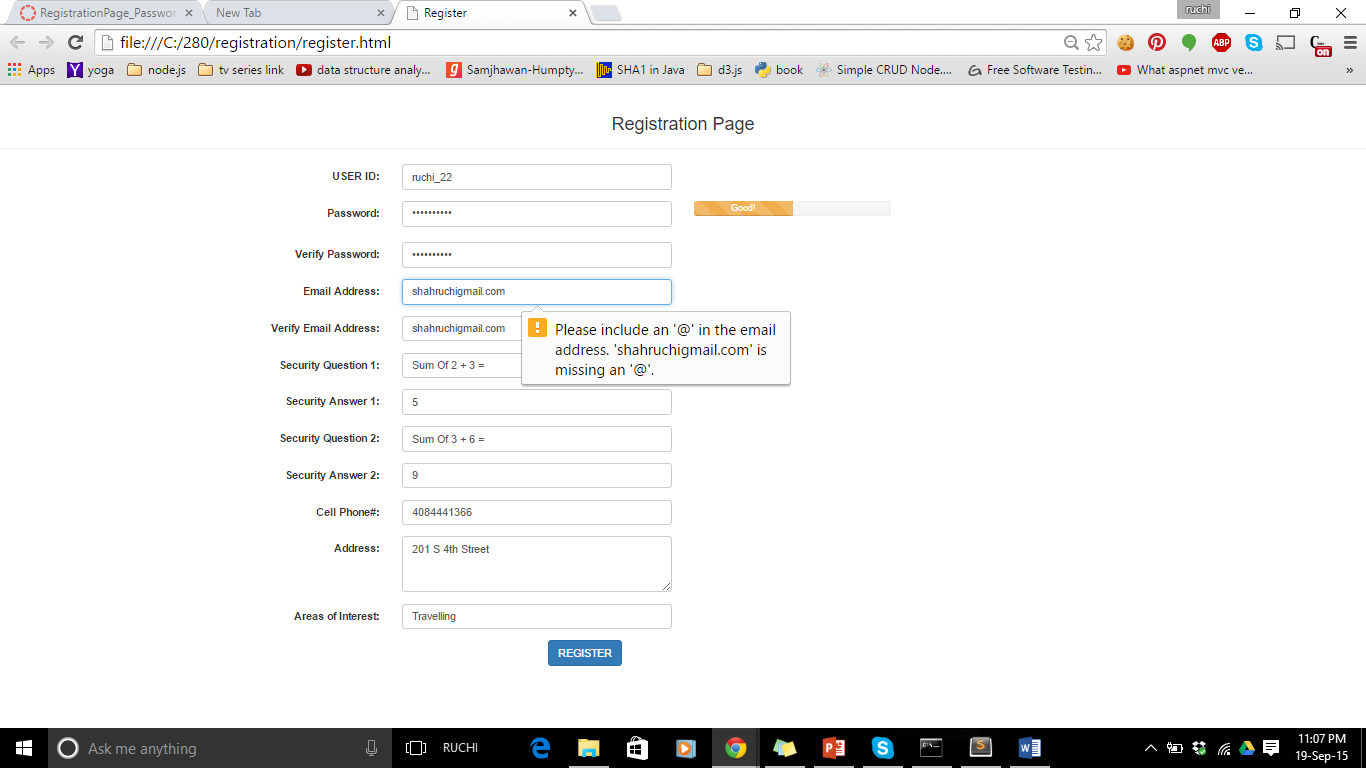 RegistrationPage_Passwor
New Tab
Register
ruchi
file:///C:/280/registration/register.html
ABP
on
Apps
yoga
node.js
tv series link
data structure analy...
Samjhawan-Humpty...
SHA1 in Java
d3.js
book
Simple CRUD Node....
Free Software Testin...
What aspnet mvc ve...
»
Registration Page
USER ID:
ruchi_22
Password:
••••••••••
Good!
Verify Password:
••••••••••
Email Address:
shahruchigmail.com
Verify Email Address:
shahruchigmail.com
Please include an '@' in the email
address. 'shahruchigmail.com' is
missing an '@'.
Security Question 1:
Sum Of 2 + 3 =
Security Answer 1:
5
Security Question 2:
Sum Of 3 + 6 =
Security Answer 2:
9
Cell Phone#:
4084441366
Address:
201 S 4th Street
Areas of Interest:
Travelling
REGISTER
Ask me anything
RUCHI
11:07 PM
19-Sep-15